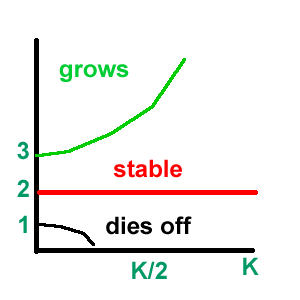 grows
3
stable
2
1
dies off
K/2
K